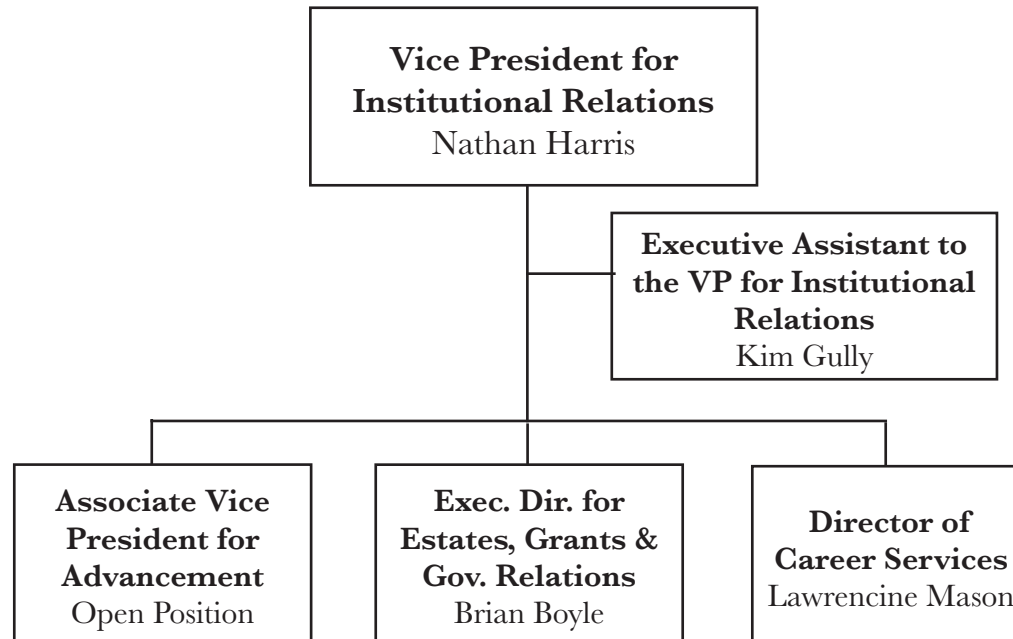 Vice President for
Institutional Relations
Nathan Harris
Executive Assistant to
the VP for Institutional
Relations
Kim Gully
Associate Vice
President for
Advancement
Open Position
Exec. Dir. for
Estates, Grants &
Gov. Relations
Brian Boyle
Director of
Career Services
Lawrencine Mason